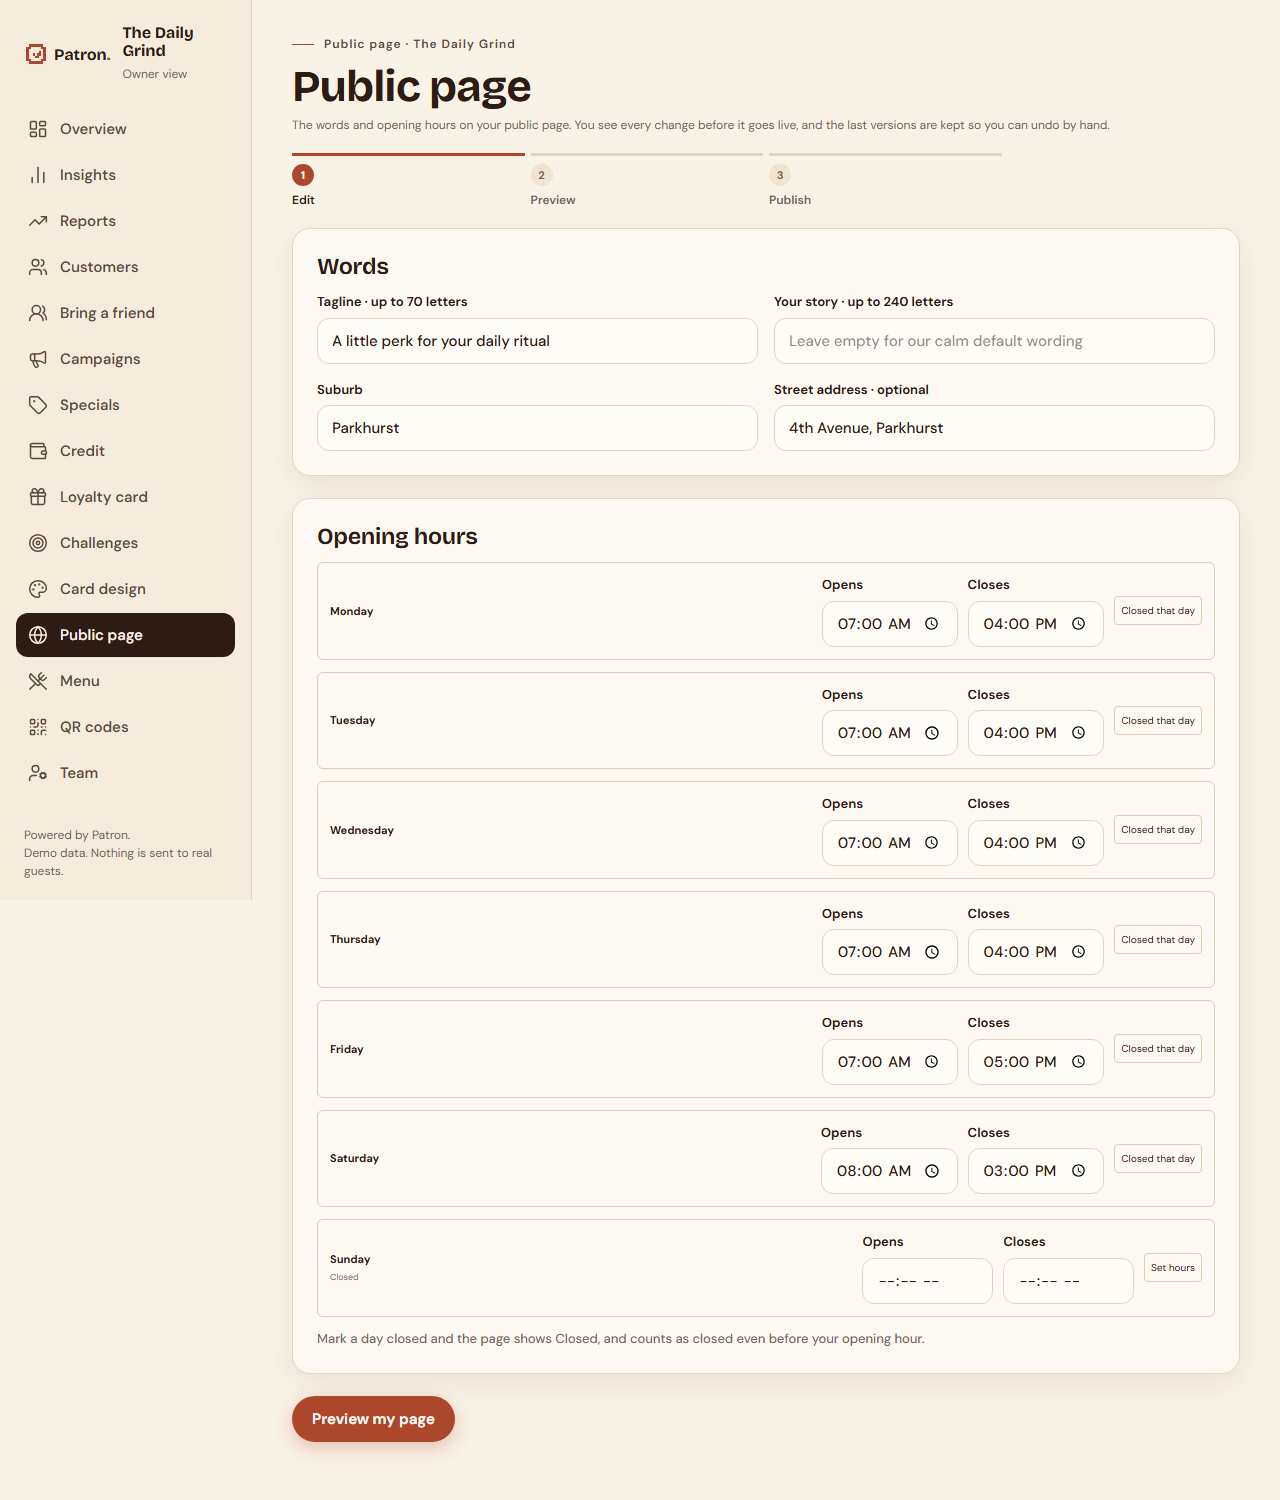 Patron.
The Daily
Grind
Owner view
Overview
Insights
Reports
Customers
Bring a friend
Campaigns
Specials
Credit
Loyalty card
Challenges
Card design
Public page
Menu
QR codes
Team
Powered by Patron.
Demo data. Nothing is sent to real
guests.
Public page · The Daily Grind
Public page
The words and opening hours on your public page. You see every change before it goes live, and the last versions are kept so you can undo by hand.
1
Edit
2
Preview
3
Publish
Words
Tagline · up to 70 letters
A little perk for your daily ritual
Your story · up to 240 letters
Leave empty for our calm default wording
Suburb
Parkhurst
Street address · optional
4th Avenue, Parkhurst
Opening hours
Monday
Opens
07:00 AM
Closes
04:00 PM
Closed that day
Tuesday
Opens
07:00 AM
Closes
04:00 PM
Closed that day
Wednesday
Opens
07:00 AM
Closes
04:00 PM
Closed that day
Thursday
Opens
07:00 AM
Closes
04:00 PM
Closed that day
Friday
Opens
07:00 AM
Closes
05:00 PM
Closed that day
Saturday
Opens
08:00 AM
Closes
03:00 PM
Closed that day
Sunday
Closed
Opens
--:-- --
Closes
--:-- --
Set hours
Mark a day closed and the page shows Closed, and counts as closed even before your opening hour.
Preview my page